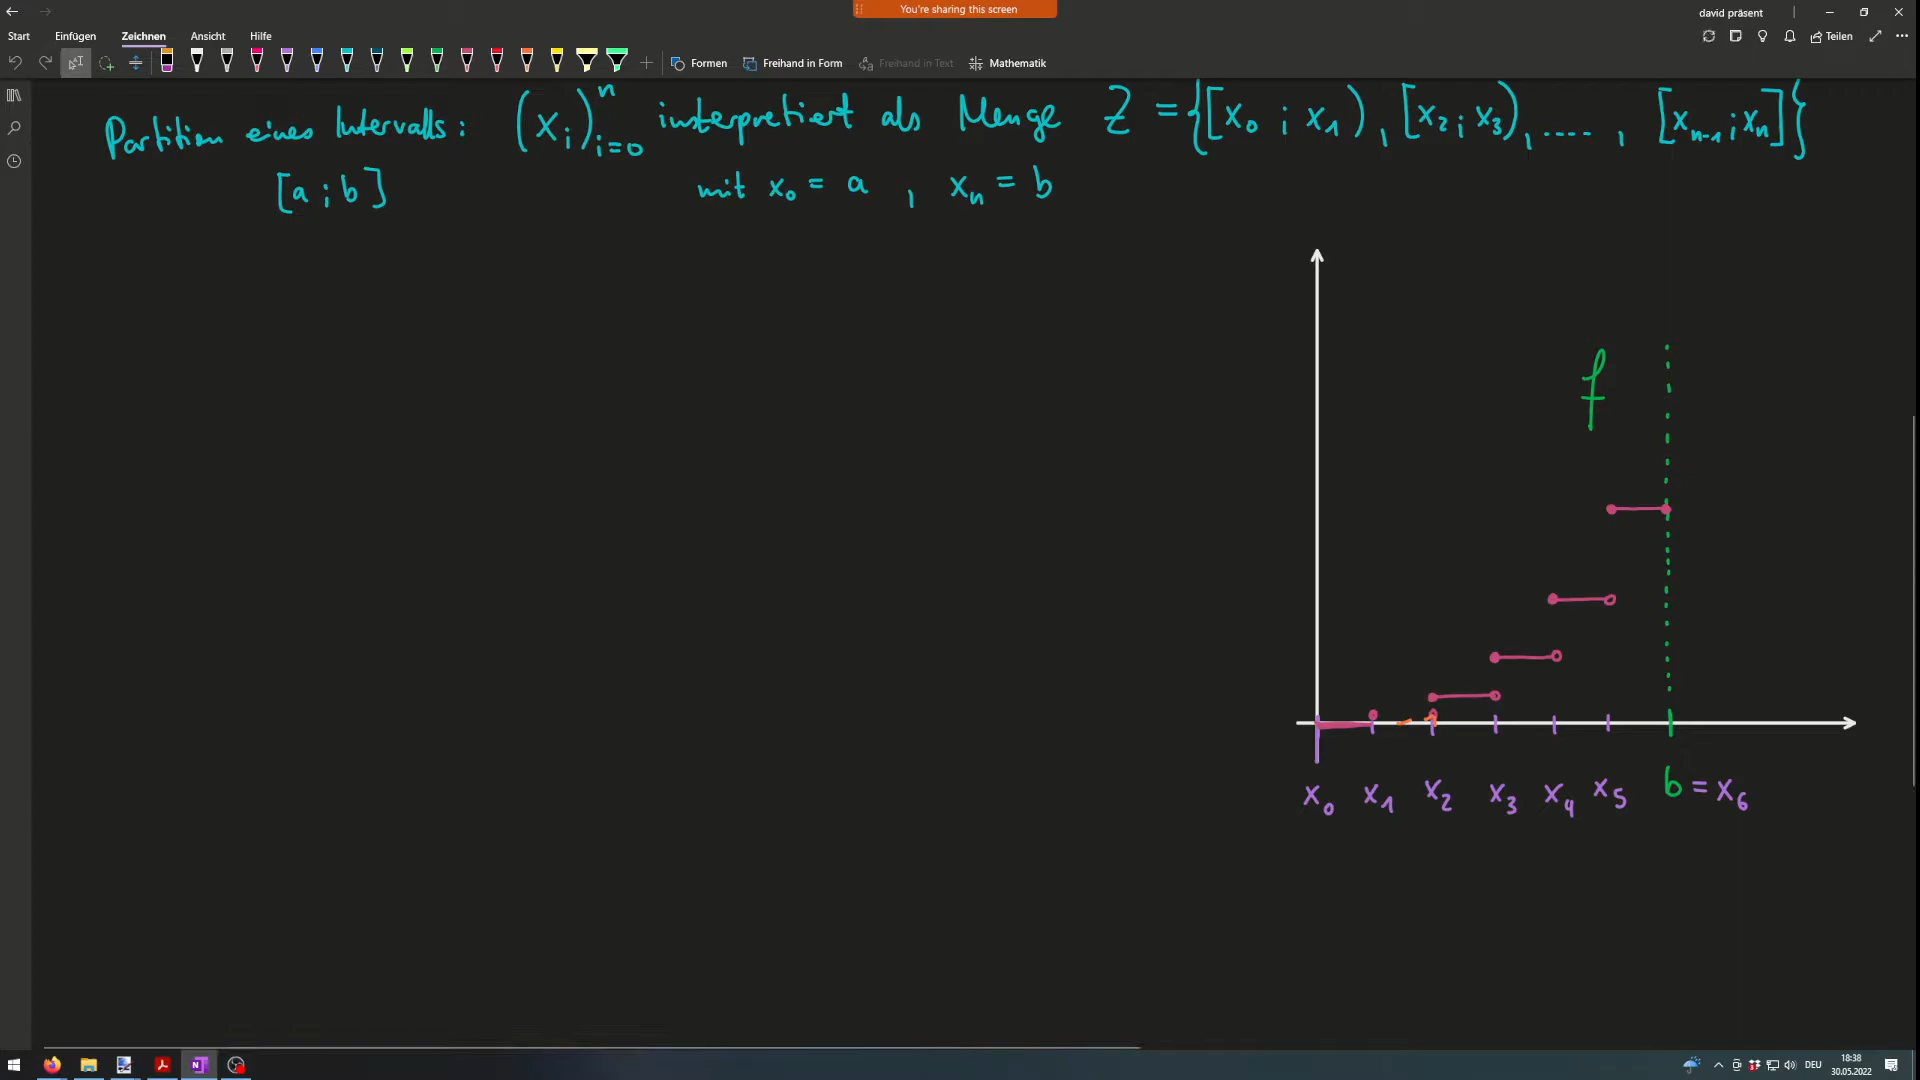 You're sharing this screen
david präsent
Start Einfügen Zeichnen Ansicht Hilfe
Teilen
Formen Freihand in Form Freihand in Text Mathematik
Partition eines Intervalls: (x_i)_{i=0}^n insterpretiert als Menge Z = {[x_0 ; x_1), [x_2 ; x_3), ...., [x_{n-1} ; x_n]}
[a ; b] mit x_0 = a , x_n = b
f
x_0 x_1 x_2 x_3 x_4 x_5 b = x_6
DEU
18:38
30.05.2022